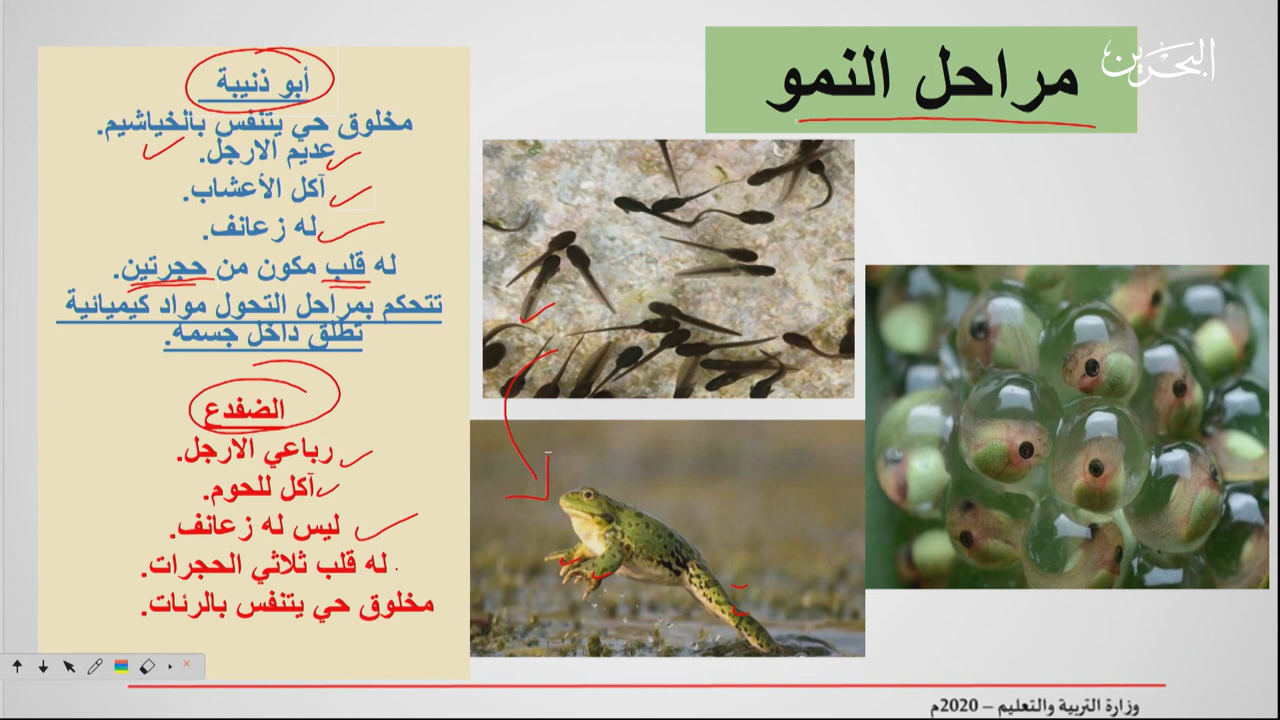 البحرين
مراحل النمو
أبو ذنيبة
مخلوق حي يتنفس بالخياشيم.
عديم الارجل.
آكل الأعشاب.
له زعانف.
له قلب مكون من حجرتين.
تتحكم بمراحل التحول مواد كيميائية
تطلق داخل جسمه.
الضفدع
رباعي الارجل.
آكل للحوم.
ليس له زعانف.
له قلب ثلاثي الحجرات.
مخلوق حي يتنفس بالرئات.
وزارة التربية والتعليم – 2020م